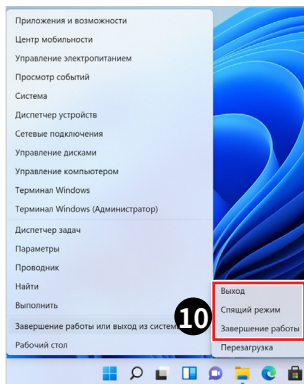 Приложения и возможности
Центр мобильности
Управление электропитанием
Просмотр событий
Система
Диспетчер устройств
Сетевые подключения
Управление дисками
Управление компьютером
Терминал Windows
Терминал Windows (Администратор)
Диспетчер задач
Параметры
Проводник
Найти
Выполнить
Завершение работы или выход из систем
Рабочий стол
10
Выход
Спящий режим
Завершение работы
Перезагрузка